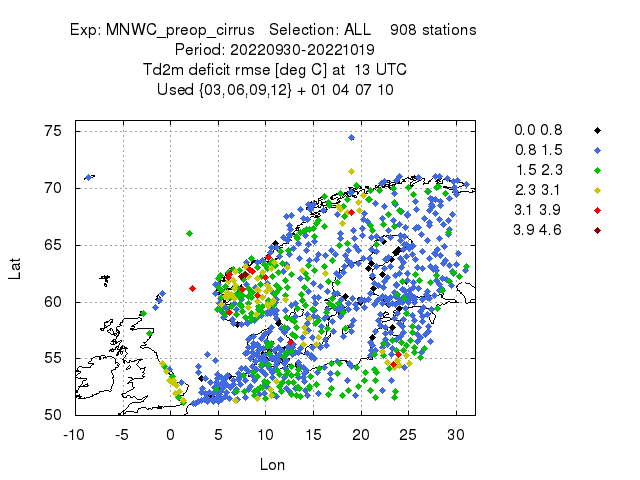 Exp: MNWC_preop_cirrus   Selection: ALL    908 stations
Period: 20220930-20221019
Td2m deficit rmse [deg C] at  13 UTC
Used {03,06,09,12} + 01 04 07 10
0.0 0.8
0.8 1.5
1.5 2.3
2.3 3.1
3.1 3.9
3.9 4.6
75
70
65
60
55
50
Lat
-10 -5 0 5 10 15 20 25 30
Lon